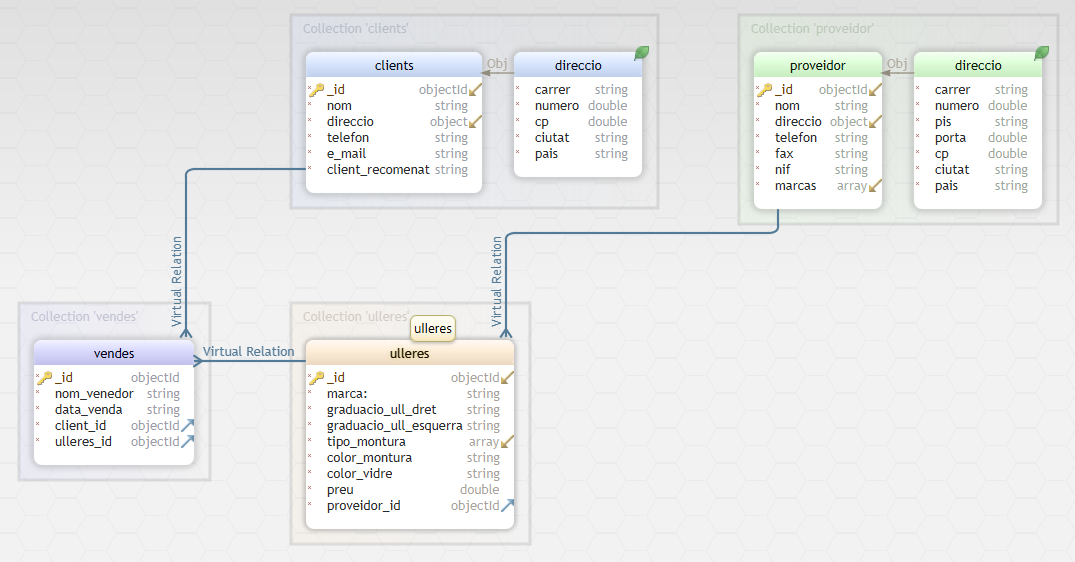 Collection 'clients'
clients
_id objectId
nom string
direccio object
telefon string
e_mail string
client_recomenat string
Obj
direccio
carrer string
numero double
cp double
ciutat string
pais string
Collection 'proveidor'
proveidor
_id objectId
nom string
direccio object
telefon string
fax string
nif string
marcas array
Obj
direccio
carrer string
numero double
pis string
porta double
cp double
ciutat string
pais string
Virtual Relation
Virtual Relation
Collection 'vendes'
vendes
_id objectId
nom_venedor string
data_venda string
client_id objectId
ulleres_id objectId
Virtual Relation
Collection 'ulleres'
ulleres
ulleres
_id objectId
marca: string
graduacio_ull_dret string
graduacio_ull_esquerra string
tipo_montura array
color_montura string
color_vidre string
preu double
proveidor_id objectId